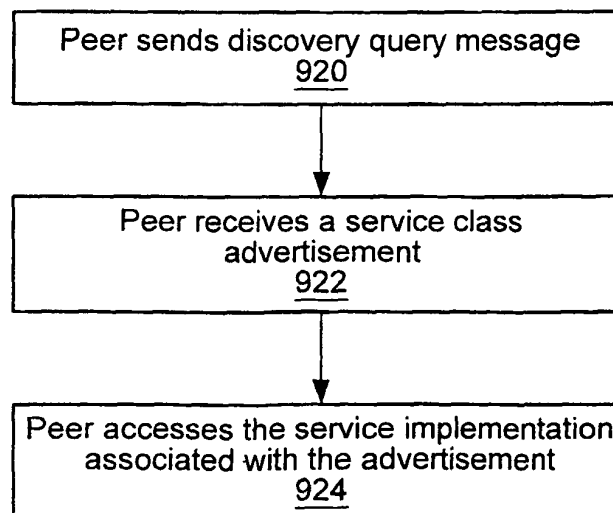 Peer sends discovery query message
920
Peer receives a service class
advertisement
922
Peer accesses the service implementation
associated with the advertisement
924